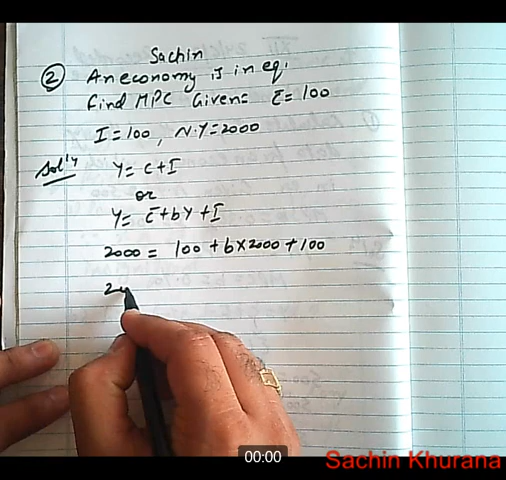 Sachin
② An economy is in eq.
find MPC Given= C̄= 100
I=100, N.Y=2000
Sol'y Y= C+I
or
Y= C̄+bY+I
2000 = 100 + b×2000+100
00:00
Sachin Khurana